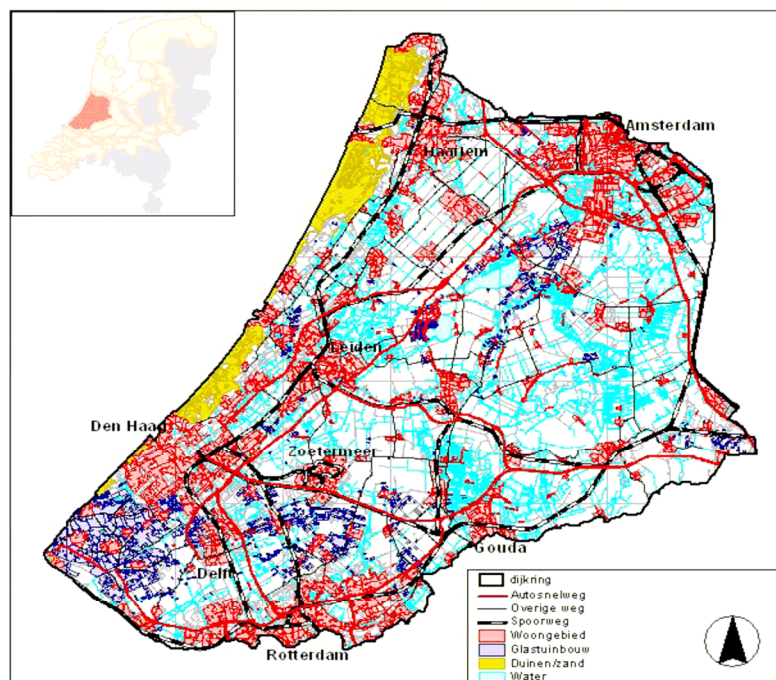 Amsterdam
Haarlem
Leiden
Den Haag
Zoetermeer
Gouda
Delft
Rotterdam
dijkring
Autosnelweg
Overige weg
Spoorweg
Woongebied
Glastuinbouw
Duinen/zand
Water